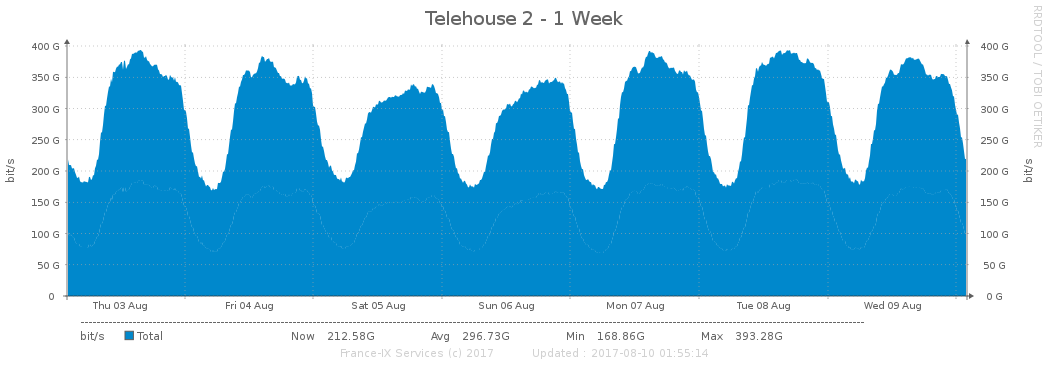 Telehouse 2 - 1 Week
RRDTOOL / TOBI OETIKER
400 G 400 G
350 G 350 G
300 G 300 G
250 G 250 G
200 G 200 G
150 G 150 G
100 G 100 G
50 G 50 G
0 0 G
bit/s bit/s
Thu 03 Aug Fri 04 Aug Sat 05 Aug Sun 06 Aug Mon 07 Aug Tue 08 Aug Wed 09 Aug
bit/s Total Now 212.58G Avg 296.73G Min 168.86G Max 393.28G
France-IX Services (c) 2017 Updated : 2017-08-10 01:55:14